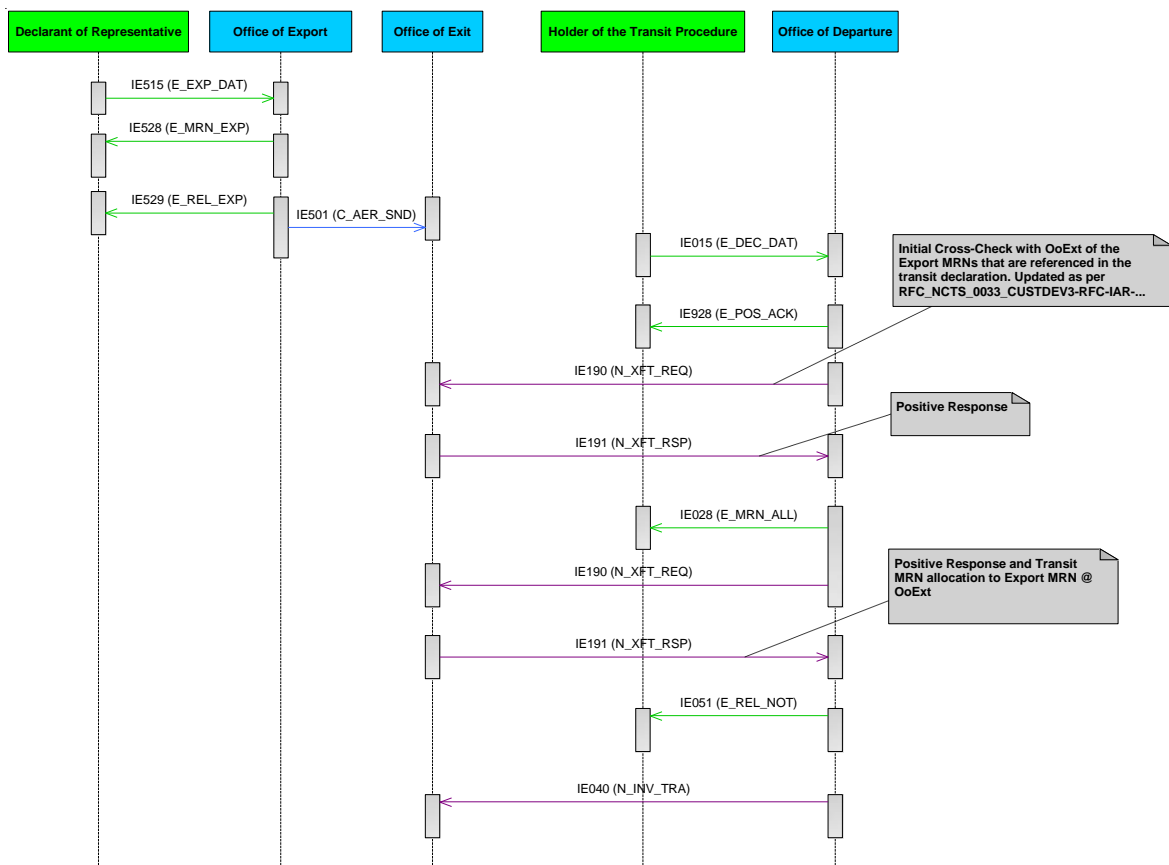 Declarant of Representative
Office of Export
Office of Exit
Holder of the Transit Procedure
Office of Departure
IE515 (E_EXP_DAT)
IE528 (E_MRN_EXP)
IE529 (E_REL_EXP)
IE501 (C_AER_SND)
IE015 (E_DEC_DAT)
Initial Cross-Check with OoExt of the
Export MRNs that are referenced in the
transit declaration. Updated as per
RFC_NCTS_0033_CUSTDEV3-RFC-IAR-...
IE928 (E_POS_ACK)
IE190 (N_XFT_REQ)
Positive Response
IE191 (N_XFT_RSP)
IE028 (E_MRN_ALL)
IE190 (N_XFT_REQ)
Positive Response and Transit
MRN allocation to Export MRN @
OoExt
IE191 (N_XFT_RSP)
IE051 (E_REL_NOT)
IE040 (N_INV_TRA)